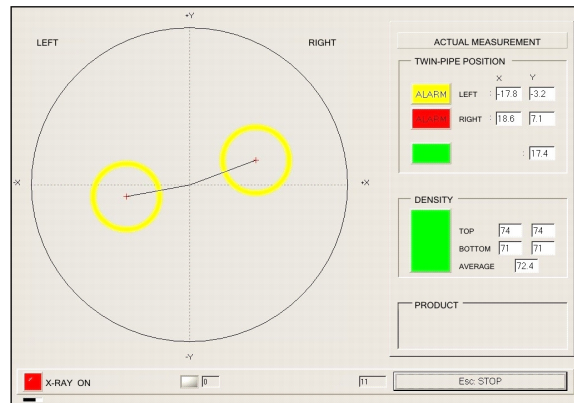 +Y
LEFT
RIGHT
-X
+X
-Y
ACTUAL MEASUREMENT
TWIN-PIPE POSITION
X Y
ALARM LEFT : -17.8 -3.2
ALARM RIGHT : 18.6 7.1
: 17.4
DENSITY
TOP 74 74
BOTTOM 71 71
AVERAGE 72.4
PRODUCT
X-RAY ON
0
11
Esc: STOP